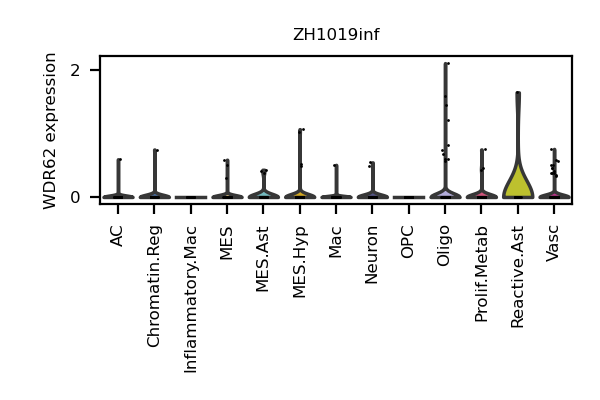 ZH1019inf
WDR62 expression
2
0
AC
Chromatin.Reg
Inflammatory.Mac
MES
MES.Ast
MES.Hyp
Mac
Neuron
OPC
Oligo
Prolif.Metab
Reactive.Ast
Vasc